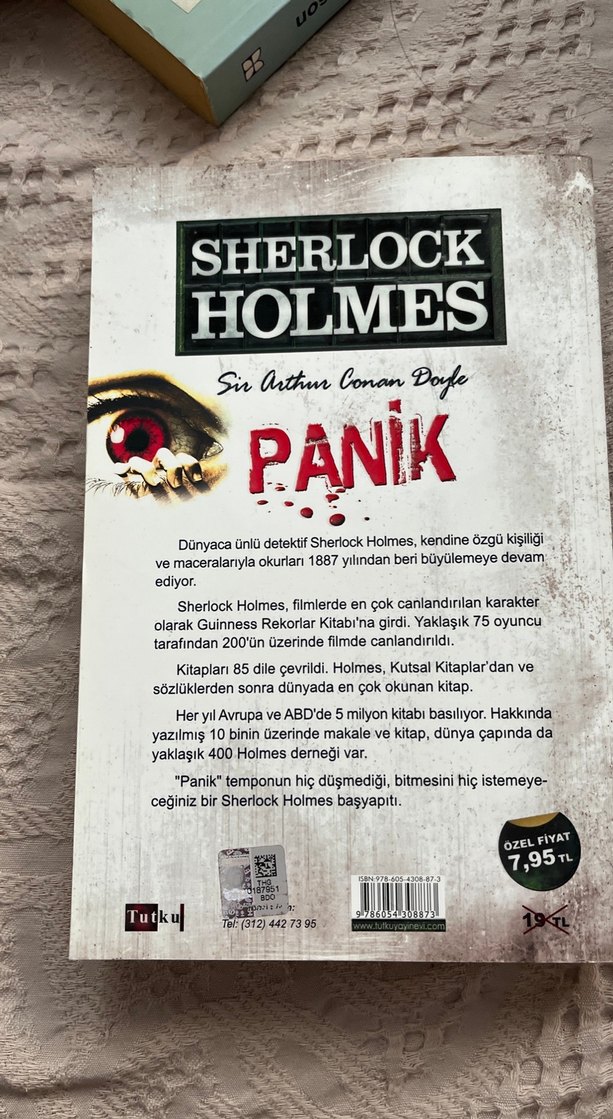 uos
SHERLOCK
HOLMES
Sir Arthur Conan Doyle
PANİK
Dünyaca ünlü detektif Sherlock Holmes, kendine özgü kişiliği
ve maceralarıyla okurları 1887 yılından beri büyülemeye devam
ediyor.
Sherlock Holmes, filmlerde en çok canlandırılan karakter
olarak Guinness Rekorlar Kitabı'na girdi. Yaklaşık 75 oyuncu
tarafından 200'ün üzerinde filmde canlandırıldı.
Kitapları 85 dile çevrildi. Holmes, Kutsal Kitaplar'dan ve
sözlüklerden sonra dünyada en çok okunan kitap.
Her yıl Avrupa ve ABD'de 5 milyon kitabı basılıyor. Hakkında
yazılmış 10 binin üzerinde makale ve kitap, dünya çapında da
yaklaşık 400 Holmes derneği var.
"Panik" temponun hiç düşmediği, bitmesini hiç istemeye-
ceğiniz bir Sherlock Holmes başyapıtı.
ÖZEL FİYAT
7,95 TL
19 TL
THG
0187951
BDO
Tutku
Tel: (312) 442 73 95
ISBN:978-605-4308-87-3
9786054308873
www.tutkuyayinevi.com